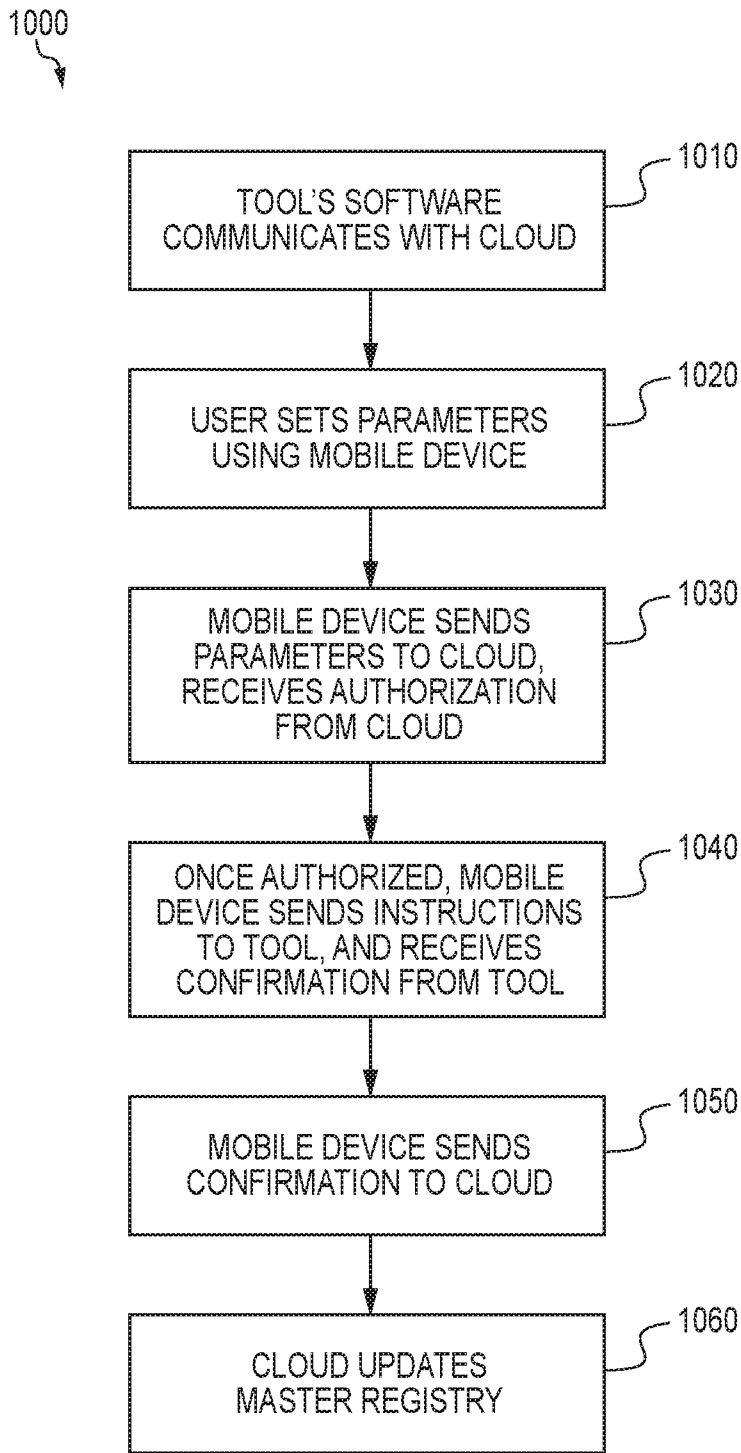 1000
1010
TOOL'S SOFTWARE
COMMUNICATES WITH CLOUD
1020
USER SETS PARAMETERS
USING MOBILE DEVICE
1030
MOBILE DEVICE SENDS
PARAMETERS TO CLOUD,
RECEIVES AUTHORIZATION
FROM CLOUD
1040
ONCE AUTHORIZED, MOBILE
DEVICE SENDS INSTRUCTIONS
TO TOOL, AND RECEIVES
CONFIRMATION FROM TOOL
1050
MOBILE DEVICE SENDS
CONFIRMATION TO CLOUD
1060
CLOUD UPDATES
MASTER REGISTRY